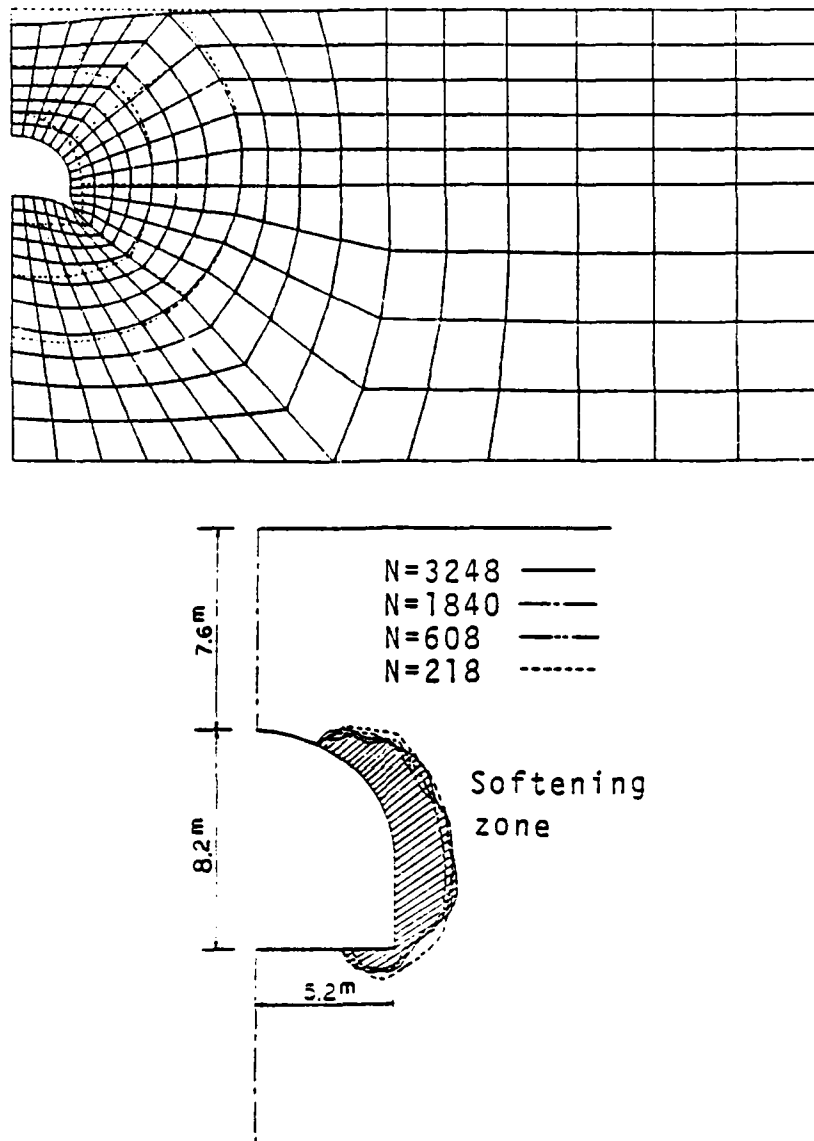 N=3248
N=1840
N=608
N=218
7.6m
Softening
zone
8.2m
5.2m